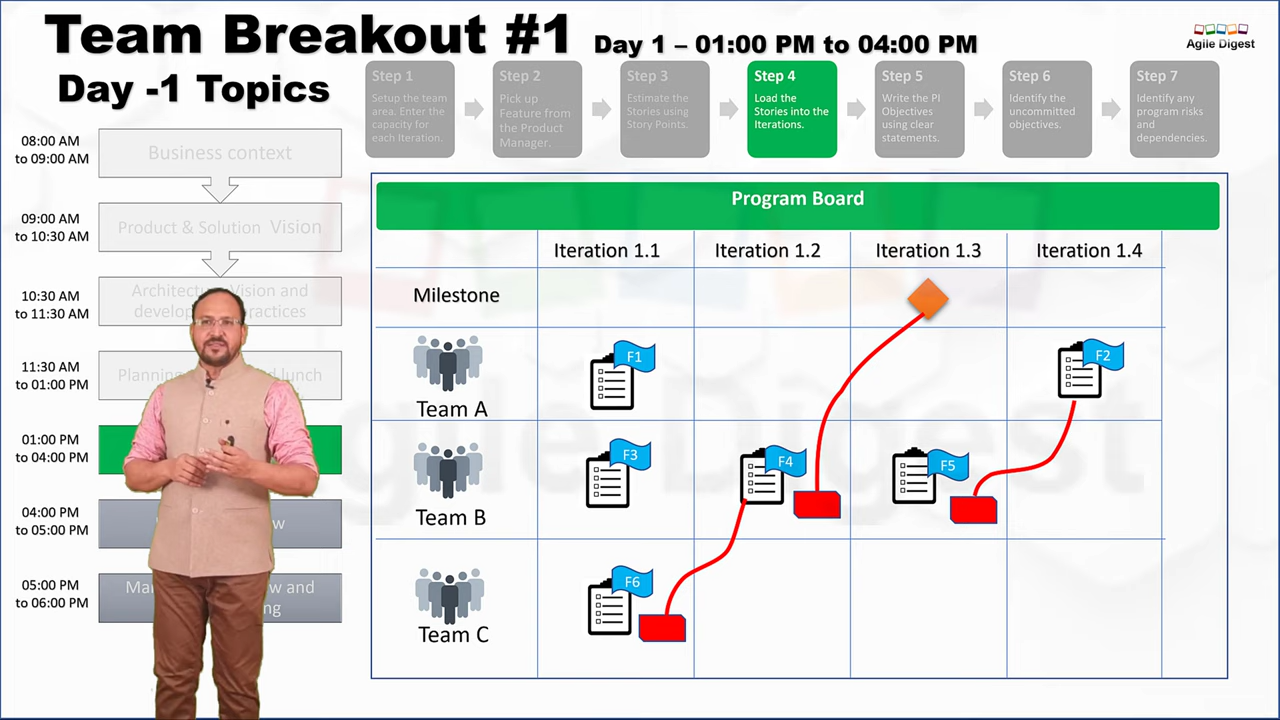 Team Breakout #1
Day 1 – 01:00 PM to 04:00 PM
Agile Digest
Day -1 Topics
Step 1
Setup the team
area. Enter the
capacity for
each Iteration.
Step 2
Pick up
Feature from
the Product
Manager.
Step 3
Estimate the
Stories using
Story Points.
Step 4
Load the
Stories into the
Iterations.
Step 5
Write the PI
Objectives
using clear
statements.
Step 6
Identify the
uncommitted
objectives.
Step 7
Identify any
program risks
and
dependencies.
08:00 AM
to 09:00 AM
Business context
09:00 AM
to 10:30 AM
Product & Solution Vision
10:30 AM
to 11:30 AM
Architecture Vision and
11:30 AM
to 01:00 PM
lunch
01:00 PM
to 04:00 PM
04:00 PM
to 05:00 PM
05:00 PM
to 06:00 PM
and
Program Board
Iteration 1.1
Iteration 1.2
Iteration 1.3
Iteration 1.4
Milestone
Team A
F1
F2
Team B
F3
F4
F5
Team C
F6